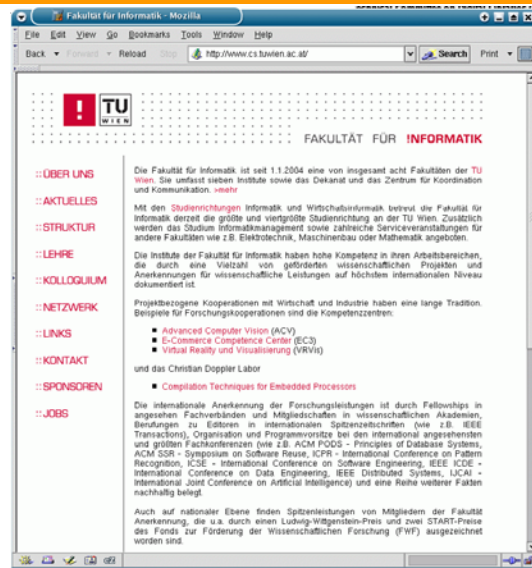 Fakultät für Informatik - Mozilla
File Edit View Go Bookmarks Tools Window Help
Back Forward Reload Stop http://www.cs.tuwien.ac.at/ Search Print
! TU
WIEN
FAKULTÄT FÜR !NFORMATIK
:: ÜBER UNS
:: AKTUELLES
:: STRUKTUR
:: LEHRE
:: KOLLOQUIUM
:: NETZWERK
:: LINKS
:: KONTAKT
:: SPONSOREN
:: JOBS
Die Fakultät für Informatik ist seit 1.1.2004 eine von insgesamt acht Fakultäten der TU
Wien. Sie umfasst sieben Institute sowie das Dekanat und das Zentrum für Koordination
und Kommunikation. »mehr
Mit den Studienrichtungen Informatik und Wirtschaftsinformatik betreut die Fakultät für
Informatik derzeit die größte und viertgrößte Studienrichtung an der TU Wien. Zusätzlich
werden das Studium Informatikmanagement sowie zahlreiche Serviceveranstaltungen für
andere Fakultäten wie z.B. Elektrotechnik, Maschinenbau oder Mathematik angeboten.
Die Institute der Fakultät für Informatik haben hohe Kompetenz in ihren Arbeitsbereichen,
die durch eine Vielzahl von geförderten wissenschaftlichen Projekten und
Anerkennungen für wissenschaftliche Leistungen auf höchstem internationalen Niveau
dokumentiert ist.
Projektbezogene Kooperationen mit Wirtschaft und Industrie haben eine lange Tradition.
Beispiele für Forschungskooperationen sind die Kompetenzzentren:
■ Advanced Computer Vision (ACV)
■ E-Commerce Competence Center (EC3)
■ Virtual Reality und Visualisierung (VRVis)
und das Christian Doppler Labor
■ Compilation Techniques for Embedded Processors
Die internationale Anerkennung der Forschungsleistungen ist durch Fellowships in
angesehen Fachverbänden und Mitgliedschaften in wissenschaftlichen Akademien,
Berufungen zu Editoren in internationalen Spitzenzeitschriften (wie z.B. IEEE
Transactions), Organisation und Programmvorsitze bei den international angesehensten
und größten Fachkonferenzen (wie z.B. ACM PODS - Principles of Database Systems,
ACM SSR - Symposium on Software Reuse, ICPR - International Conference on Pattern
Recognition, ICSE - International Conference on Software Engineering, IEEE ICDE -
International Conference on Data Engineering, IEEE Distributed Systems, IJCAI -
International Joint Conference on Artificial Intelligence) und eine Reihe weiterer Fakten
nachhaltig belegt.
Auch auf nationaler Ebene finden Spitzenleistungen von Mitgliedern der Fakultät
Anerkennung, die u.a. durch einen Ludwig-Wittgenstein-Preis und zwei START-Preise
des Fonds zur Förderung der Wissenschaftlichen Forschung (FWF) ausgezeichnet
worden sind.